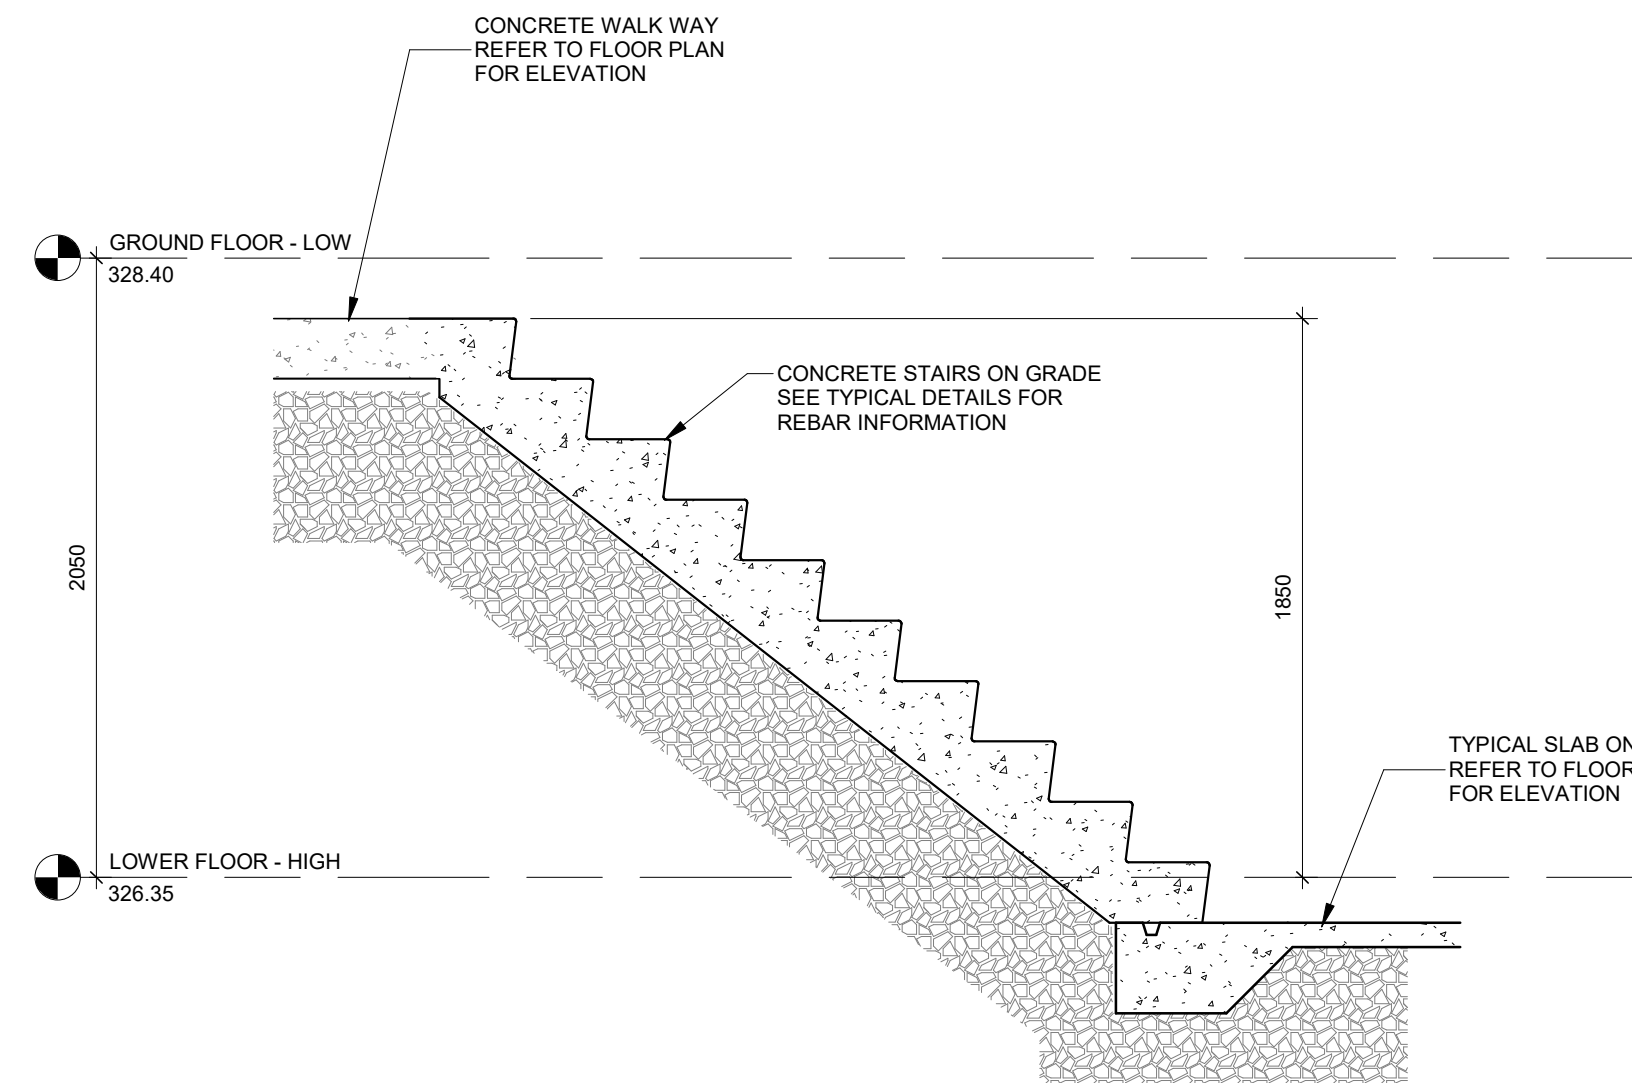 CONCRETE WALK WAY
REFER TO FLOOR PLAN
FOR ELEVATION
GROUND FLOOR - LOW
328.40
CONCRETE STAIRS ON GRADE
SEE TYPICAL DETAILS FOR
REBAR INFORMATION
2050
1850
TYPICAL SLAB ON
REFER TO FLOOR
FOR ELEVATION
LOWER FLOOR - HIGH
326.35